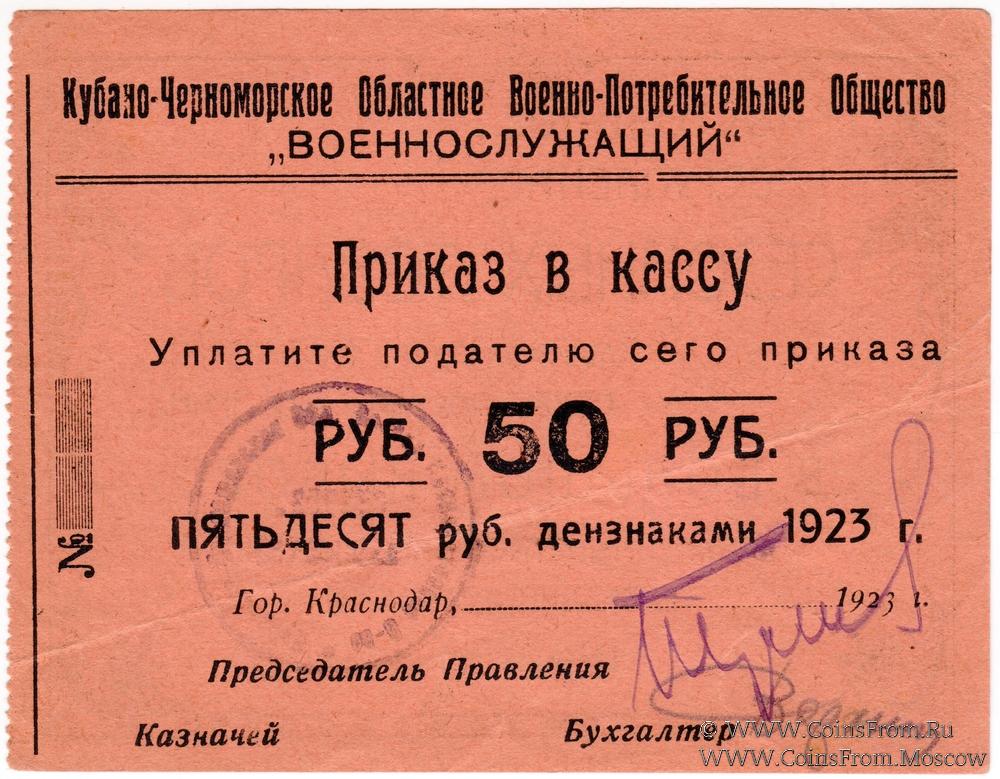 Кубано-Черноморское Областное Военно-Потребительное Общество
„ВОЕННОСЛУЖАЩИЙ“
Приказ в кассу
Уплатите подателю сего приказа
РУБ. 50 РУБ.
ПЯТЬДЕСЯТ руб. дензнаками 1923 г.
№
Гор. Краснодар, 1923 г.
Председатель Правления
Казначей Бухгалтер
© WWW.CoinsFrom.Ru
WWW.CoinsFrom.Moscow